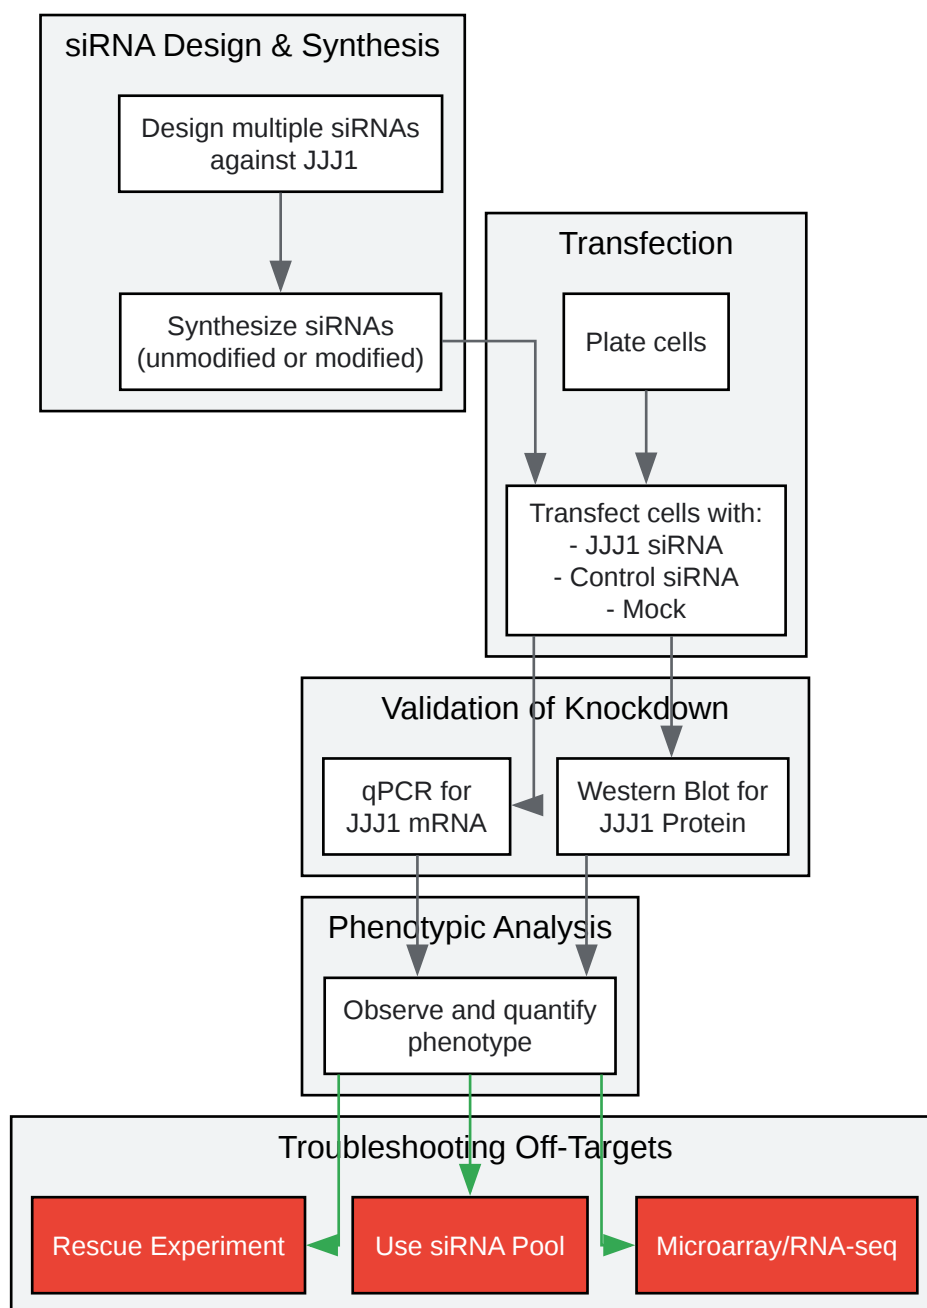 siRNA Design & Synthesis
Design multiple siRNAs
against JJJ1
Synthesize siRNAs
(unmodified or modified)
Transfection
Plate cells
Transfect cells with:
- JJJ1 siRNA
- Control siRNA
- Mock
Validation of Knockdown
qPCR for
JJJ1 mRNA
Western Blot for
JJJ1 Protein
Phenotypic Analysis
Observe and quantify
phenotype
Troubleshooting Off-Targets
Rescue Experiment
Use siRNA Pool
Microarray/RNA-seq